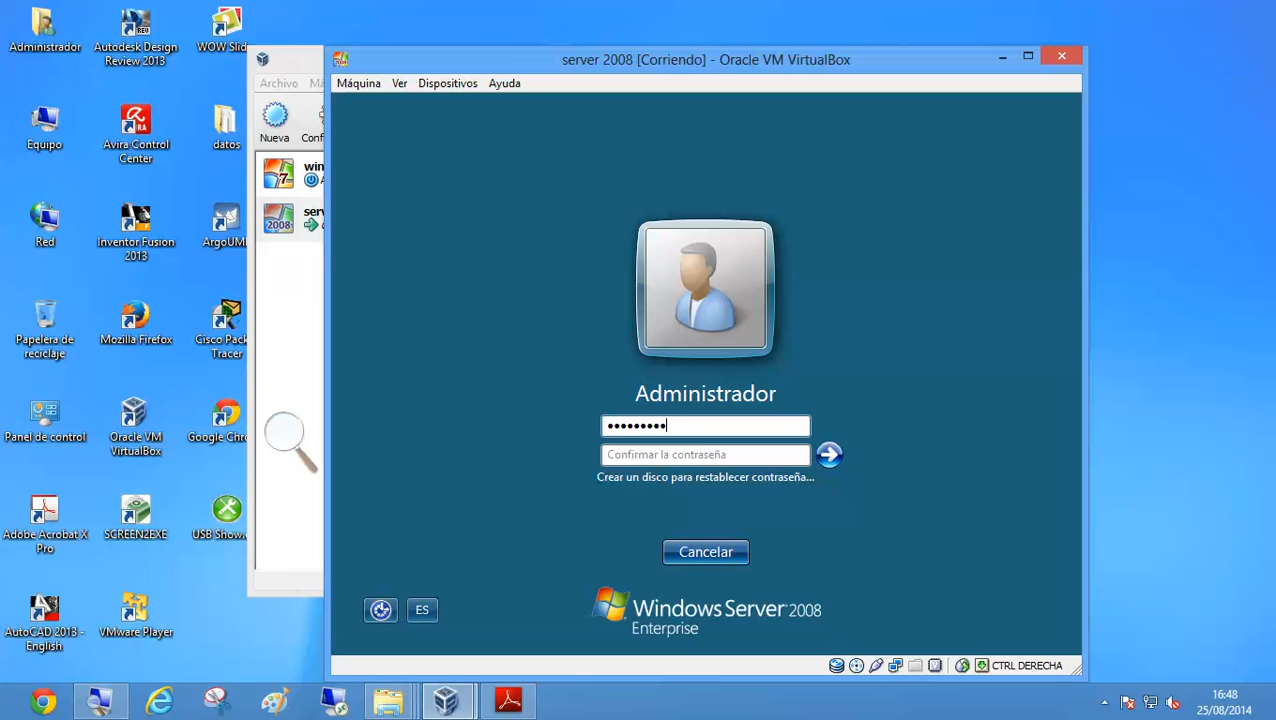 Administrador
Autodesk Design
Review 2013
WOW Slid
Equipo
Avira Control
Center
datos
Red
Inventor Fusion
2013
ArgoUML
Papelera de
reciclaje
Mozilla Firefox
Cisco Pack
Tracer
Panel de control
Oracle VM
VirtualBox
Google Chro
Adobe Acrobat X
Pro
SCREEN2EXE
USB Show...
AutoCAD 2013 -
English
VMware Player
Archivo
Nueva
Conf
win
serv
server 2008 [Corriendo] - Oracle VM VirtualBox
Máquina Ver Dispositivos Ayuda
Administrador
•••••••••
Confirmar la contraseña
Crear un disco para restablecer contraseña...
Cancelar
ES
Windows Server 2008
Enterprise
CTRL DERECHA
16:48
25/08/2014